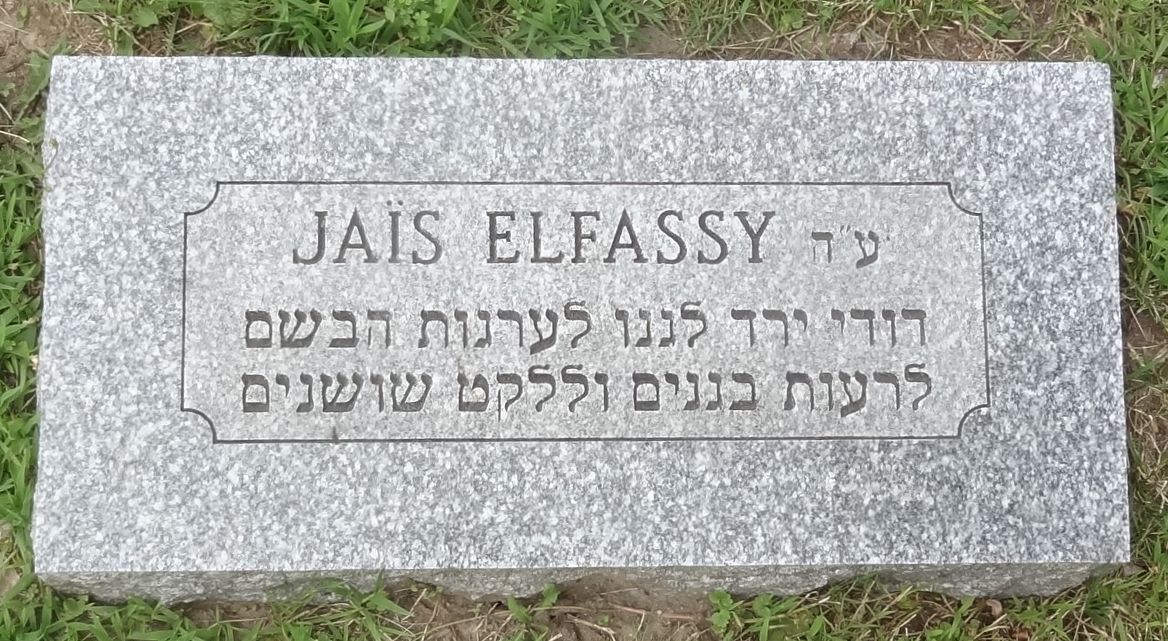 JAÏS ELFASSY ע״ה
דודי ירד לגנו לערגות הבשם
לרעות בגנים וללקט שושנים